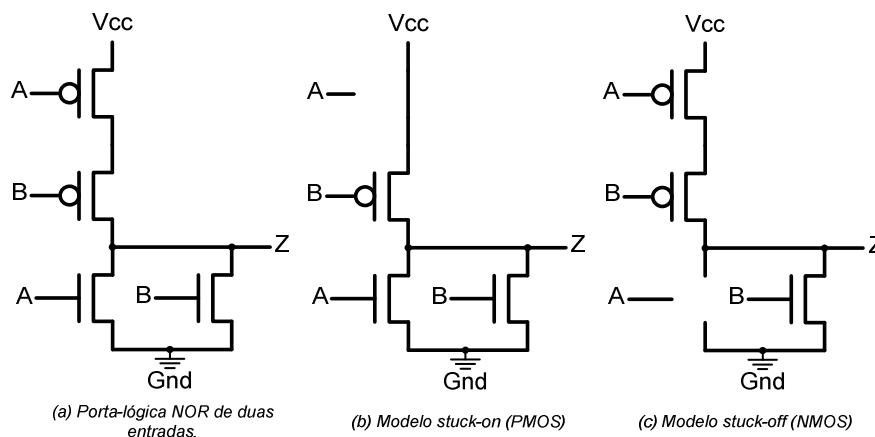 Vcc
A
B
Z
A
B
Gnd
(a) Porta-lógica NOR de duas
entradas.
Vcc
A
B
Z
A
B
Gnd
(b) Modelo stuck-on (PMOS)
Vcc
A
B
Z
A
B
Gnd
(c) Modelo stuck-off (NMOS)